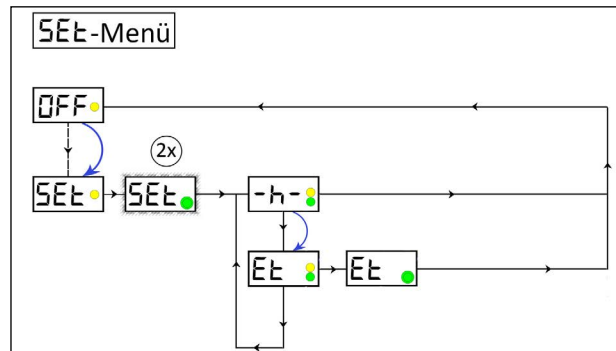 SEt-Menü
OFF
2x
SEt SEt -h-
Et Et